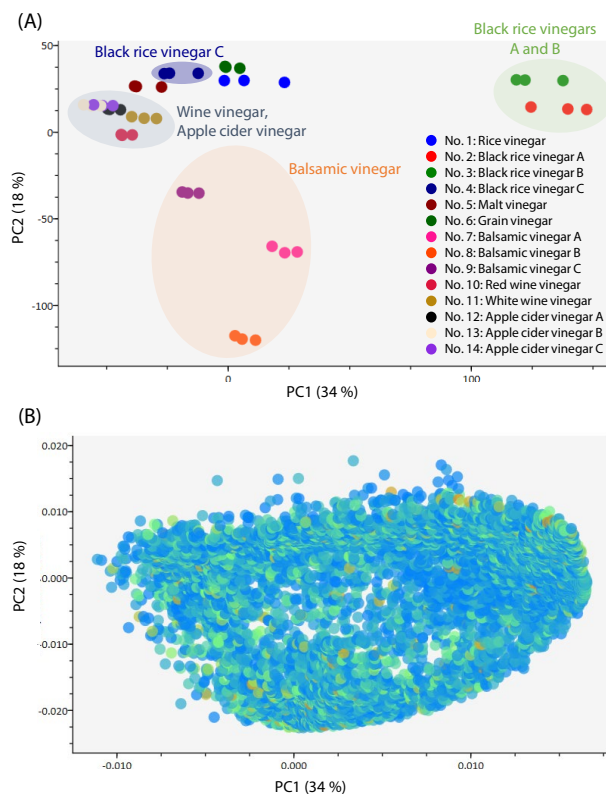 (A)
Black rice vinegar C
Black rice vinegars
A and B
Wine vinegar,
Apple cider vinegar
Balsamic vinegar
50
0
-50
-100
PC2 (18 %)
No. 1: Rice vinegar
No. 2: Black rice vinegar A
No. 3: Black rice vinegar B
No. 4: Black rice vinegar C
No. 5: Malt vinegar
No. 6: Grain vinegar
No. 7: Balsamic vinegar A
No. 8: Balsamic vinegar B
No. 9: Balsamic vinegar C
No. 10: Red wine vinegar
No. 11: White wine vinegar
No. 12: Apple cider vinegar A
No. 13: Apple cider vinegar B
No. 14: Apple cider vinegar C
0
100
PC1 (34 %)
(B)
0.020
0.010
0.000
-0.010
-0.020
PC2 (18 %)
-0.010
0.000
0.010
PC1 (34 %)